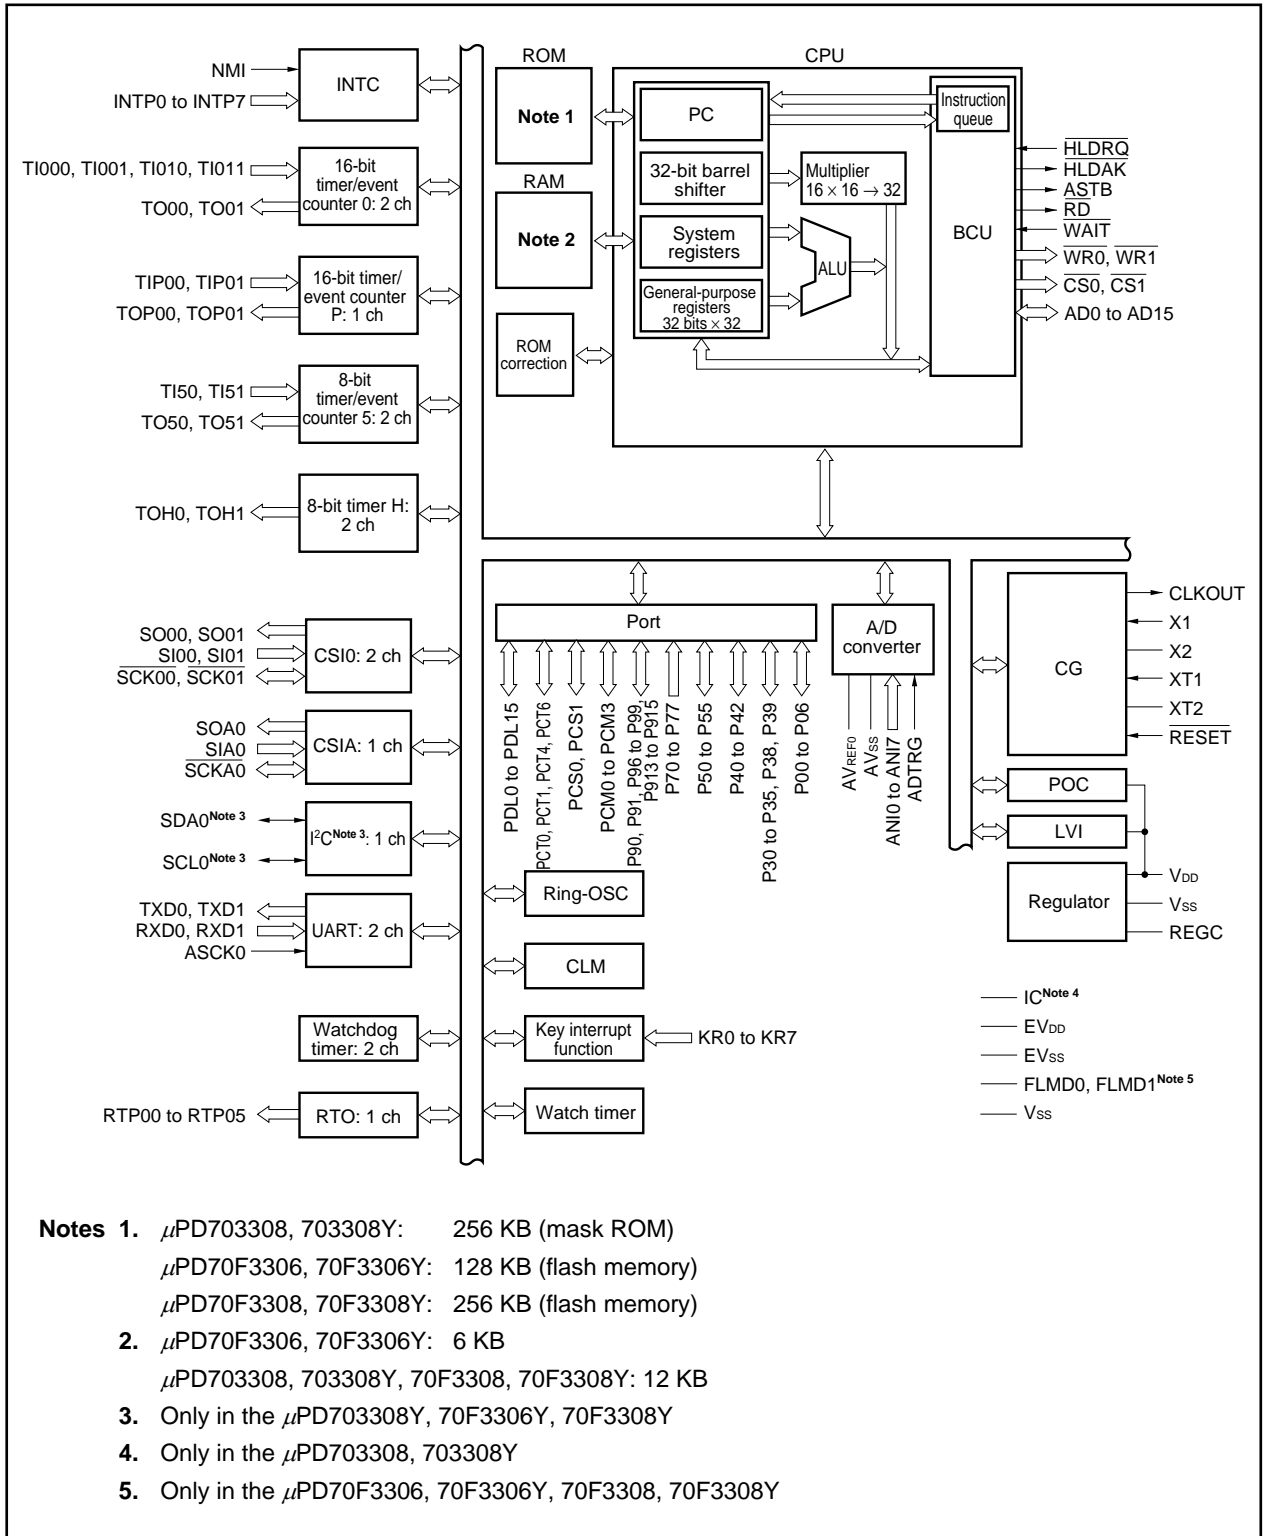 ROM
CPU
NMI
INTP0 to INTP7
INTC
Note 1
PC
Instruction
queue
TI000, TI001, TI010, TI011
TO00, TO01
16-bit
timer/event
counter 0: 2 ch
RAM
Note 2
32-bit barrel
shifter
Multiplier
16 × 16 → 32
System
registers
ALU
BCU
HLDRQ
HLDAK
ASTB
RD
WAIT
WR0, WR1
CS0, CS1
AD0 to AD15
TIP00, TIP01
TOP00, TOP01
16-bit timer/
event counter
P: 1 ch
General-purpose
registers
32 bits × 32
ROM
correction
TI50, TI51
TO50, TO51
8-bit
timer/event
counter 5: 2 ch
TOH0, TOH1
8-bit timer H:
2 ch
SO00, SO01
SI00, SI01
SCK00, SCK01
CSI0: 2 ch
Port
A/D
converter
CG
CLKOUT
X1
X2
XT1
XT2
RESET
SOA0
SIA0
SCKA0
CSIA: 1 ch
PDL0 to PDL15
PCT0, PCT1, PCT4, PCT6
PCS0, PCS1
PCM0 to PCM3
P90, P91, P96 to P99,
P913 to P915
P70 to P77
P50 to P55
P40 to P42
P30 to P35, P38, P39
P00 to P06
AVREF0
AVSS
ANI0 to ANI7
ADTRG
POC
LVI
Regulator
VDD
VSS
REGC
SDA0Note 3
SCL0Note 3
I2CNote 3: 1 ch
TXD0, TXD1
RXD0, RXD1
ASCK0
UART: 2 ch
Ring-OSC
CLM
Watchdog
timer: 2 ch
Key interrupt
function
KR0 to KR7
RTP00 to RTP05
RTO: 1 ch
Watch timer
ICNote 4
EVDD
EVSS
FLMD0, FLMD1Note 5
VSS
Notes 1. μPD703308, 703308Y: 256 KB (mask ROM)
μPD70F3306, 70F3306Y: 128 KB (flash memory)
μPD70F3308, 70F3308Y: 256 KB (flash memory)
2. μPD70F3306, 70F3306Y: 6 KB
μPD703308, 703308Y, 70F3308, 70F3308Y: 12 KB
3. Only in the μPD703308Y, 70F3306Y, 70F3308Y
4. Only in the μPD703308, 703308Y
5. Only in the μPD70F3306, 70F3306Y, 70F3308, 70F3308Y